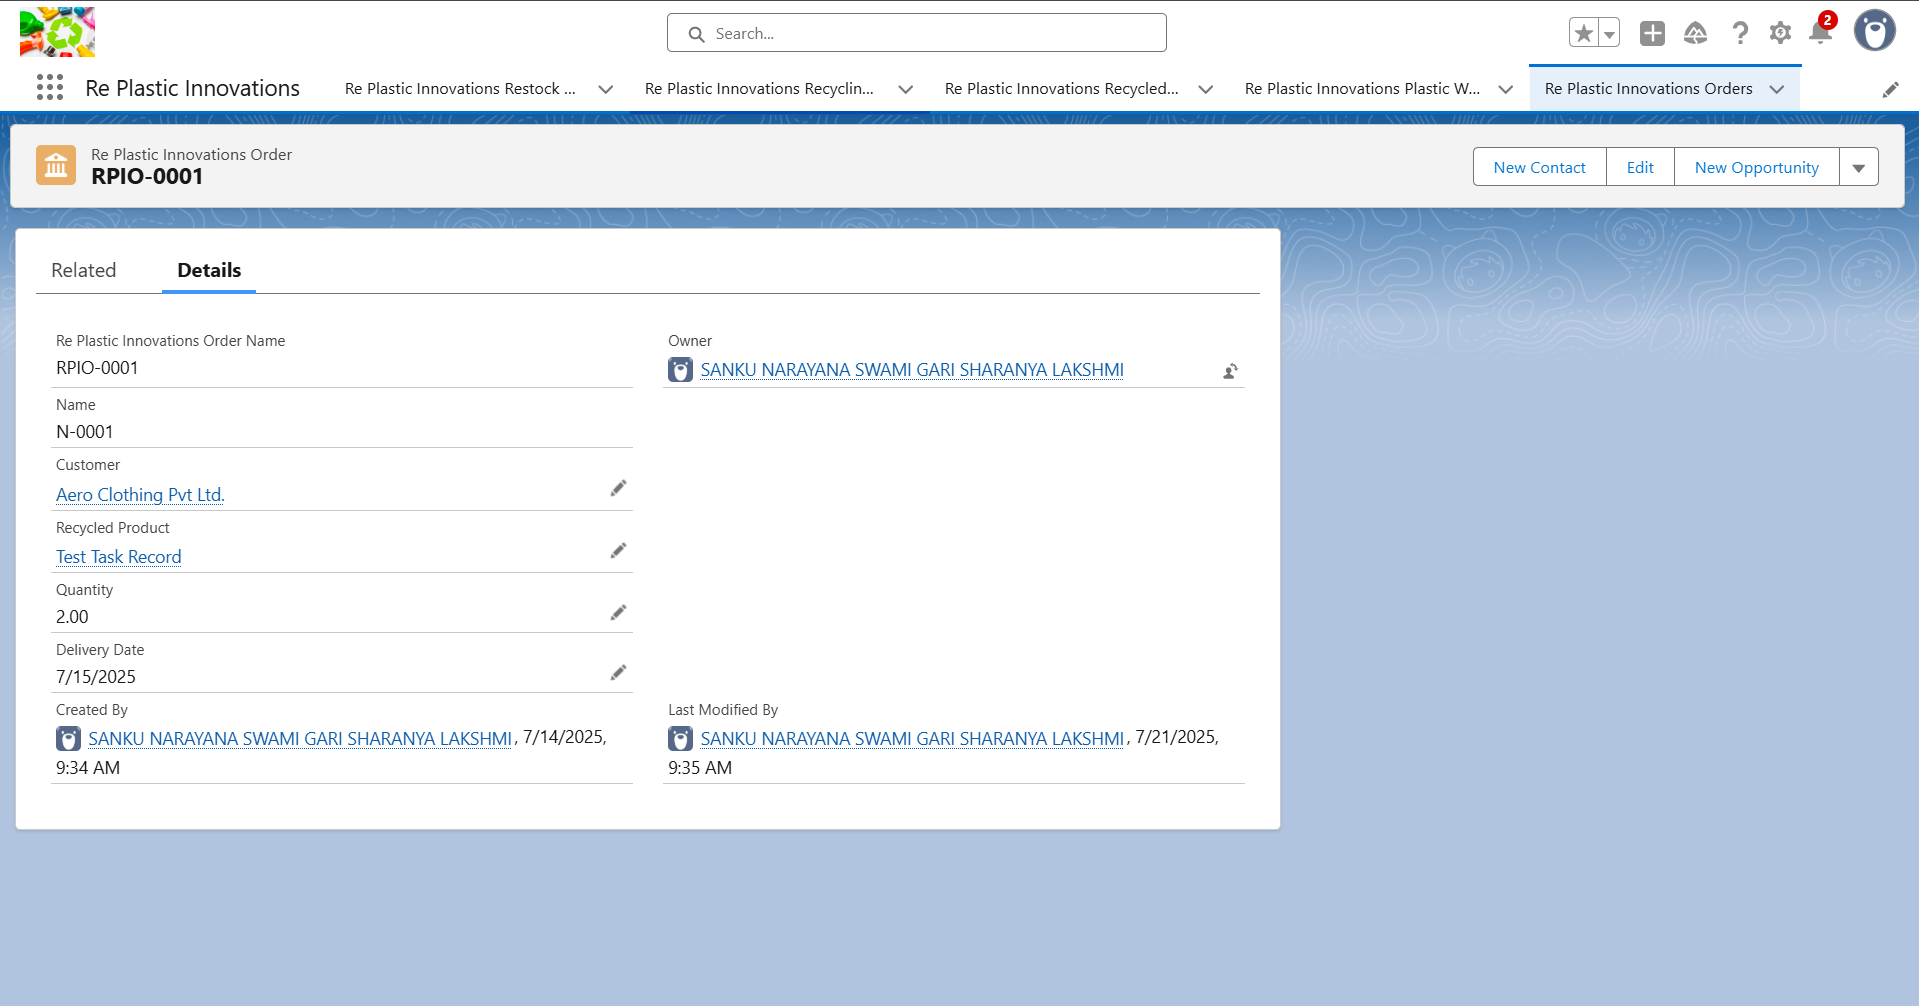 Search...
2
Re Plastic Innovations
Re Plastic Innovations Restock ...
Re Plastic Innovations Recyclin...
Re Plastic Innovations Recycled...
Re Plastic Innovations Plastic W...
Re Plastic Innovations Orders
Re Plastic Innovations Order
RPIO-0001
New Contact
Edit
New Opportunity
Related
Details
Re Plastic Innovations Order Name
RPIO-0001
Owner
SANKU NARAYANA SWAMI GARI SHARANYA LAKSHMI
Name
N-0001
Customer
Aero Clothing Pvt Ltd.
Recycled Product
Test Task Record
Quantity
2.00
Delivery Date
7/15/2025
Created By
SANKU NARAYANA SWAMI GARI SHARANYA LAKSHMI, 7/14/2025,
9:34 AM
Last Modified By
SANKU NARAYANA SWAMI GARI SHARANYA LAKSHMI, 7/21/2025,
9:35 AM